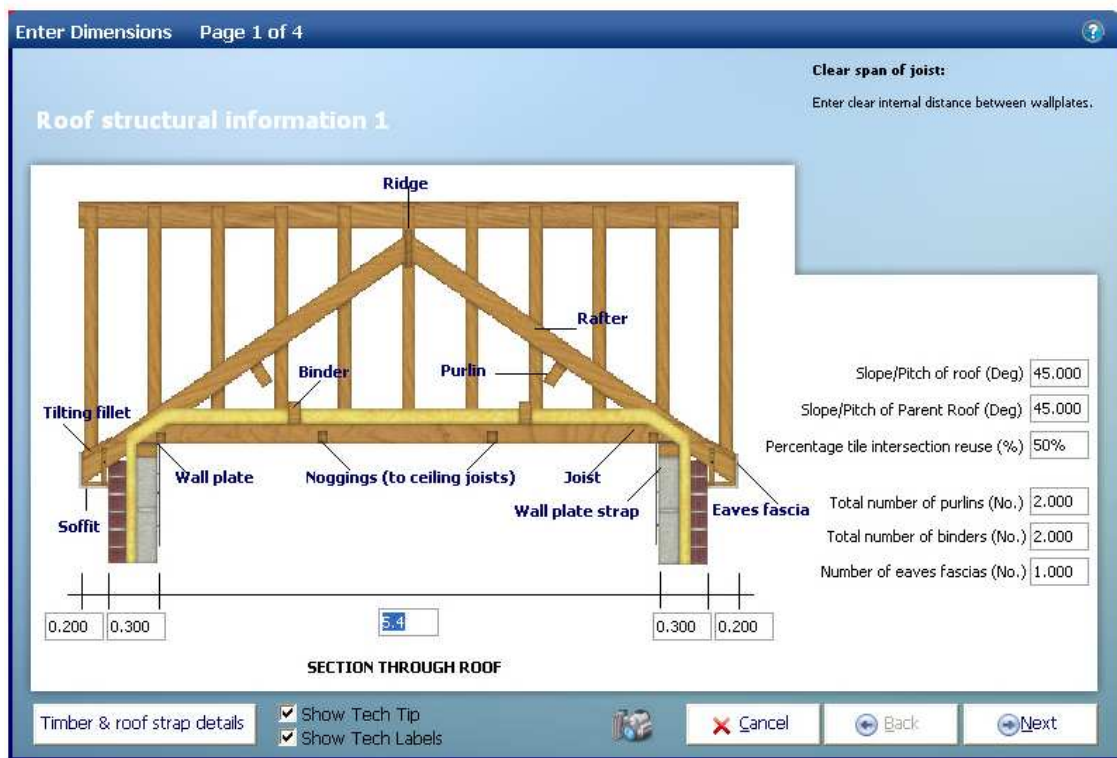 Enter Dimensions Page 1 of 4
Clear span of joist:
Enter clear internal distance between wallplates.
Roof structural information 1
Ridge
Rafter
Binder
Purlin
Tilting fillet
Wall plate
Noggings (to ceiling joists)
Joist
Wall plate strap
Eaves fascia
Soffit
Slope/Pitch of roof (Deg) 45.000
Slope/Pitch of Parent Roof (Deg) 45.000
Percentage tile intersection reuse (%) 50%
Total number of purlins (No.) 2.000
Total number of binders (No.) 2.000
Number of eaves fascias (No.) 1.000
0.200 0.300 5.4 0.300 0.200
SECTION THROUGH ROOF
Timber & roof strap details
Show Tech Tip
Show Tech Labels
Cancel
Back
Next